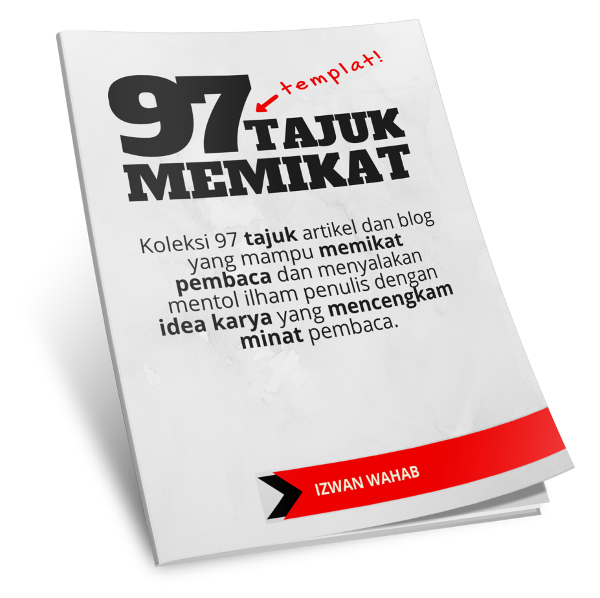 97
templat!
TAJUK
MEMIKAT
Koleksi 97 tajuk artikel dan blog
yang mampu memikat
pembaca dan menyalakan
mentol ilham penulis dengan
idea karya yang mencengkam
minat pembaca.
IZWAN WAHAB